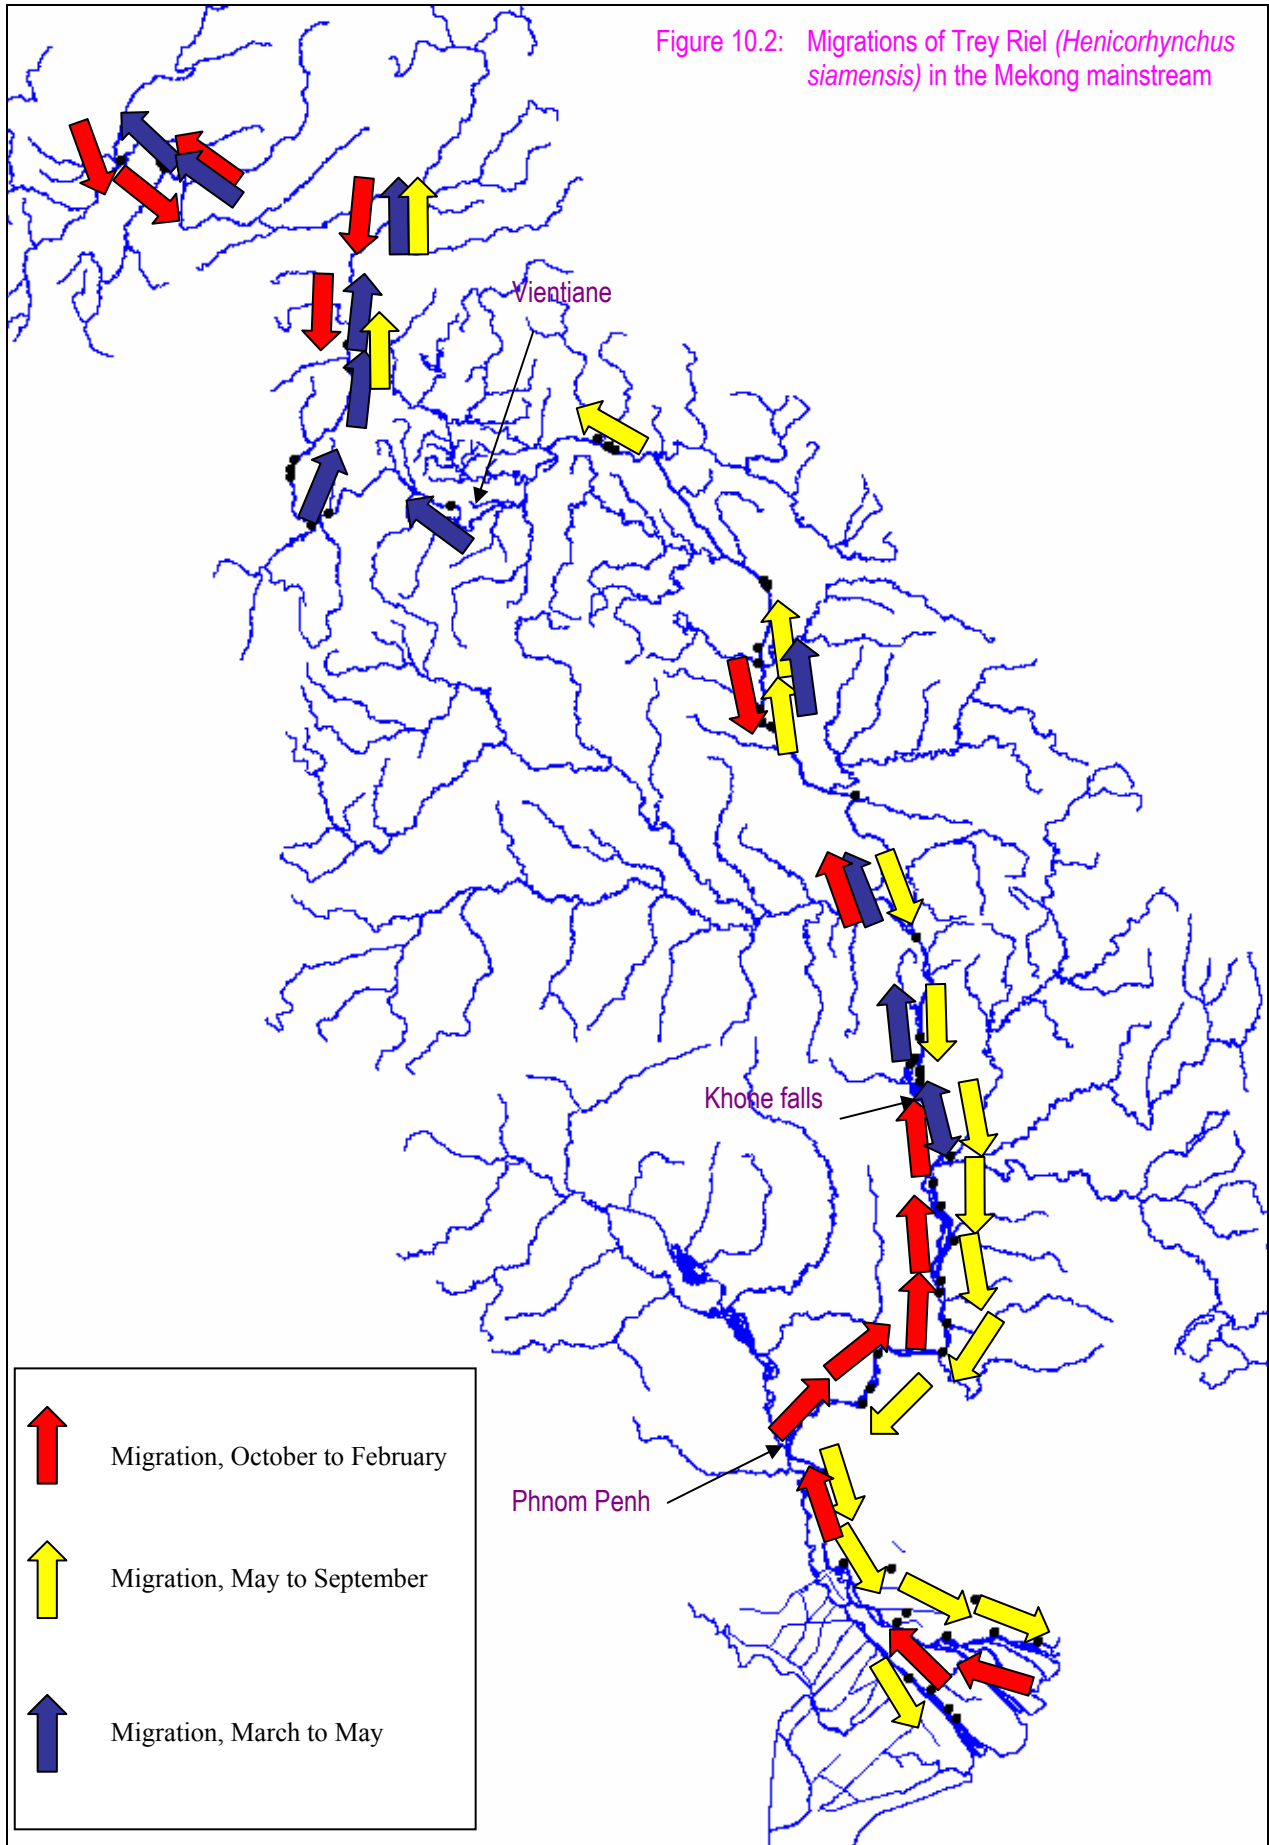 Figure 10.2: Migrations of Trey Riel (Henicorhynchus
siamensis) in the Mekong mainstream
Vientiane
Khone falls
Phnom Penh
Migration, October to February
Migration, May to September
Migration, March to May